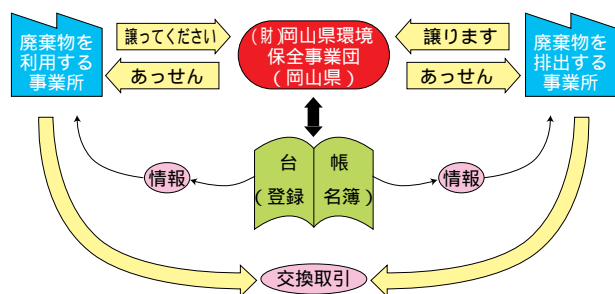 廃棄物を
利用する
事業所
譲ってください
あっせん
(財)岡山県環境
保全事業団
(岡山県)
譲ります
あっせん
廃棄物を
排出する
事業所
情報
台 帳
(登録 名簿)
情報
交換取引